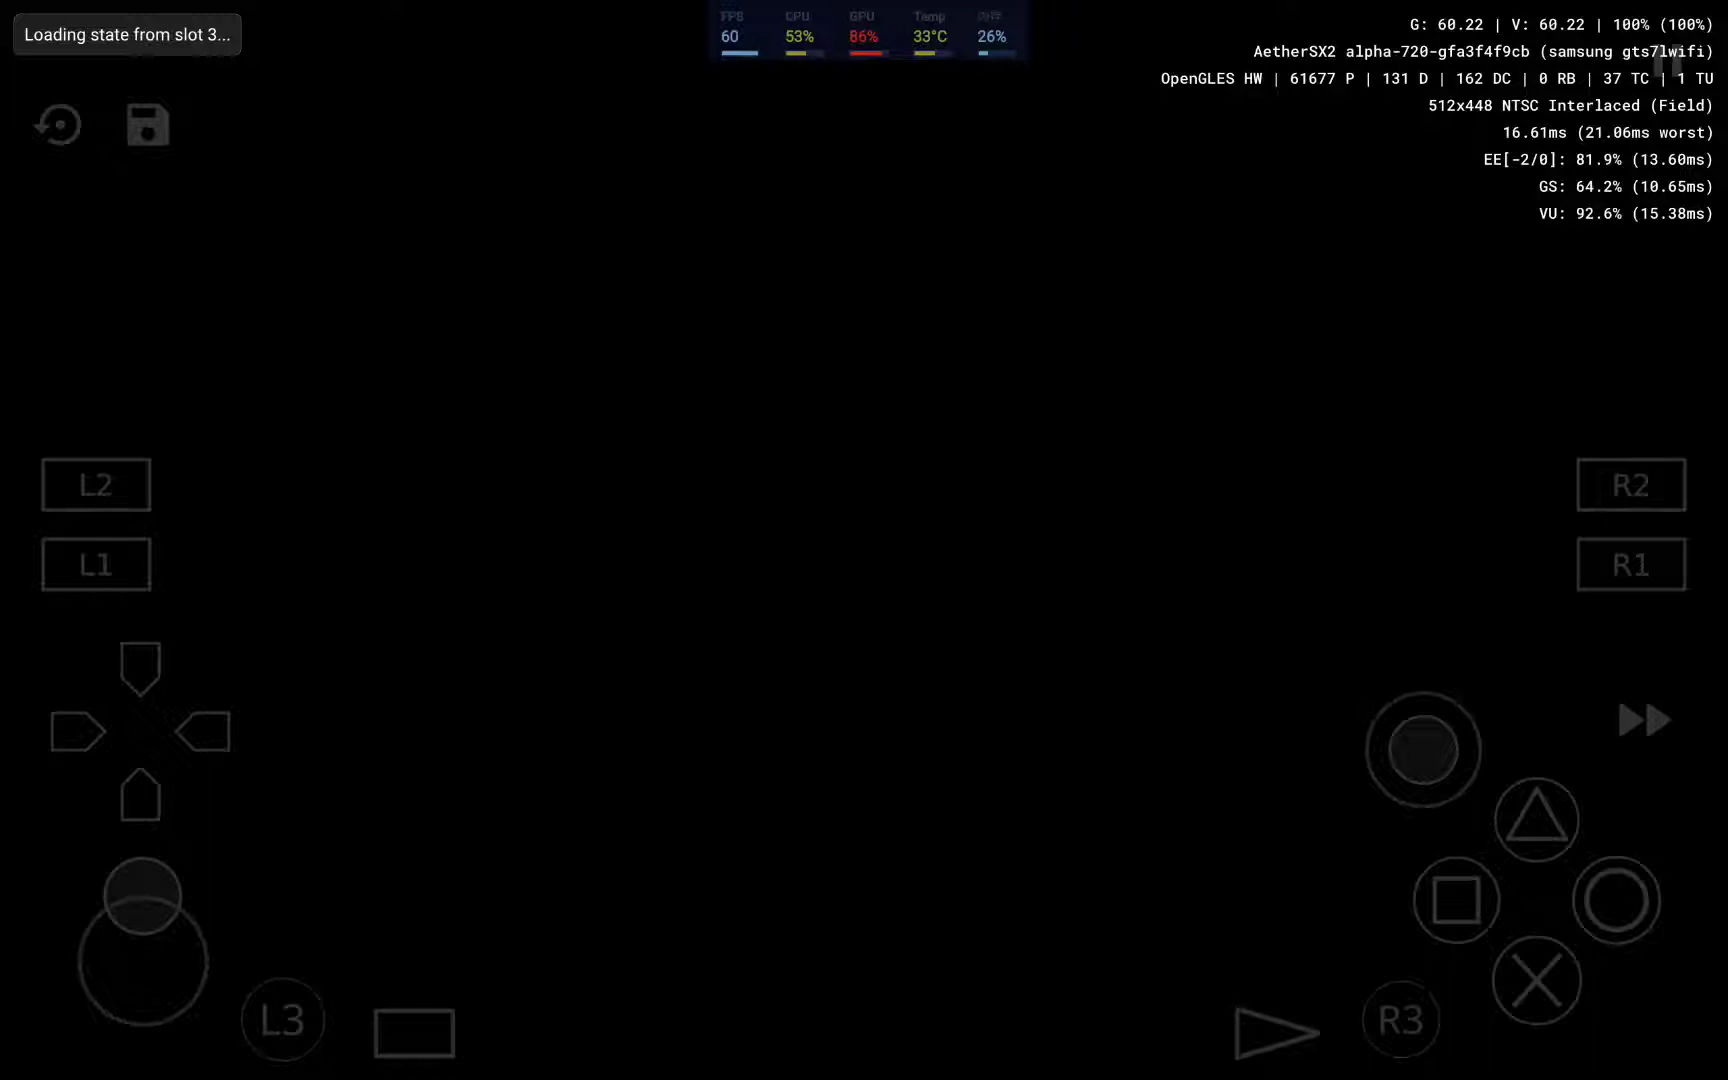 Loading state from slot 3...
FPS CPU GPU Temp 内存
60 53% 86% 33°C 26%
G: 60.22 | V: 60.22 | 100% (100%)
AetherSX2 alpha-720-gfa3f4f9cb (samsung gts7lwifi)
OpenGLES HW | 61677 P | 131 D | 162 DC | 0 RB | 37 TC | 1 TU
512x448 NTSC Interlaced (Field)
16.61ms (21.06ms worst)
EE[-2/0]: 81.9% (13.60ms)
GS: 64.2% (10.65ms)
VU: 92.6% (15.38ms)
L2
R2
L1
R1
L3
R3